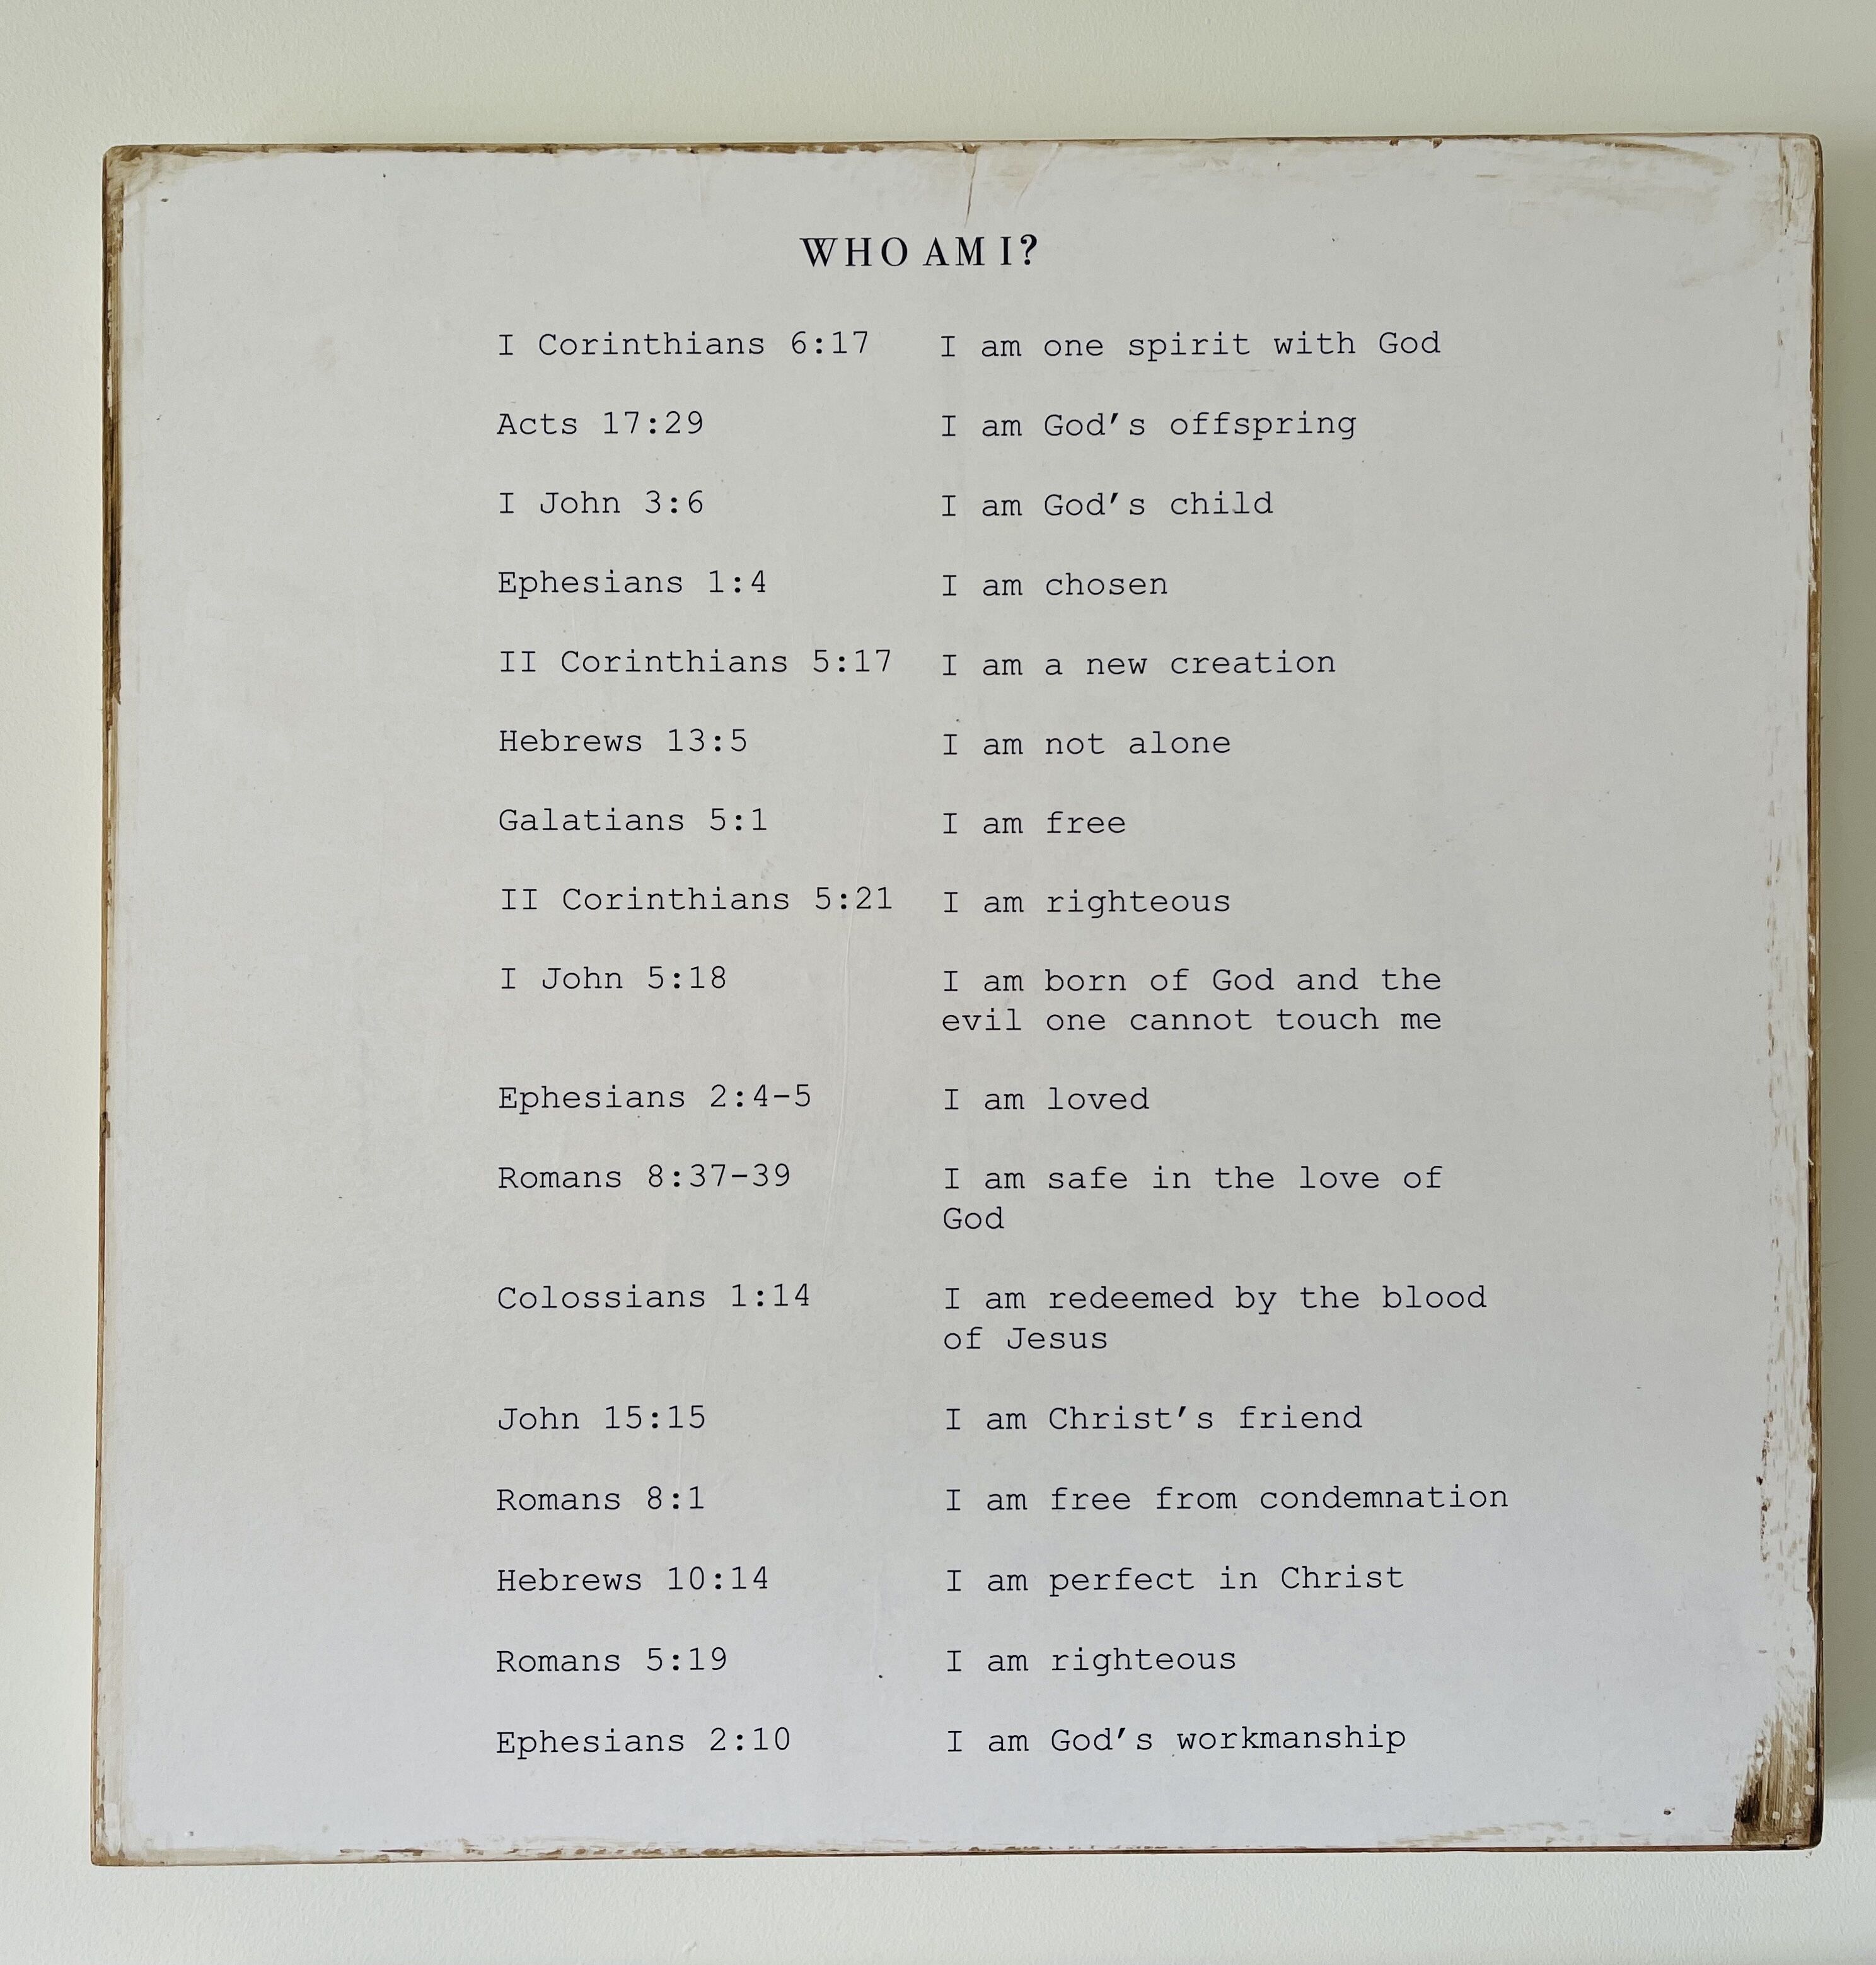 WHO AM I?
I Corinthians 6:17 I am one spirit with God
Acts 17:29 I am God's offspring
I John 3:6 I am God's child
Ephesians 1:4 I am chosen
II Corinthians 5:17 I am a new creation
Hebrews 13:5 I am not alone
Galatians 5:1 I am free
II Corinthians 5:21 I am righteous
I John 5:18 I am born of God and the
evil one cannot touch me
Ephesians 2:4-5 I am loved
Romans 8:37-39 I am safe in the love of
God
Colossians 1:14 I am redeemed by the blood
of Jesus
John 15:15 I am Christ's friend
Romans 8:1 I am free from condemnation
Hebrews 10:14 I am perfect in Christ
Romans 5:19 I am righteous
Ephesians 2:10 I am God's workmanship